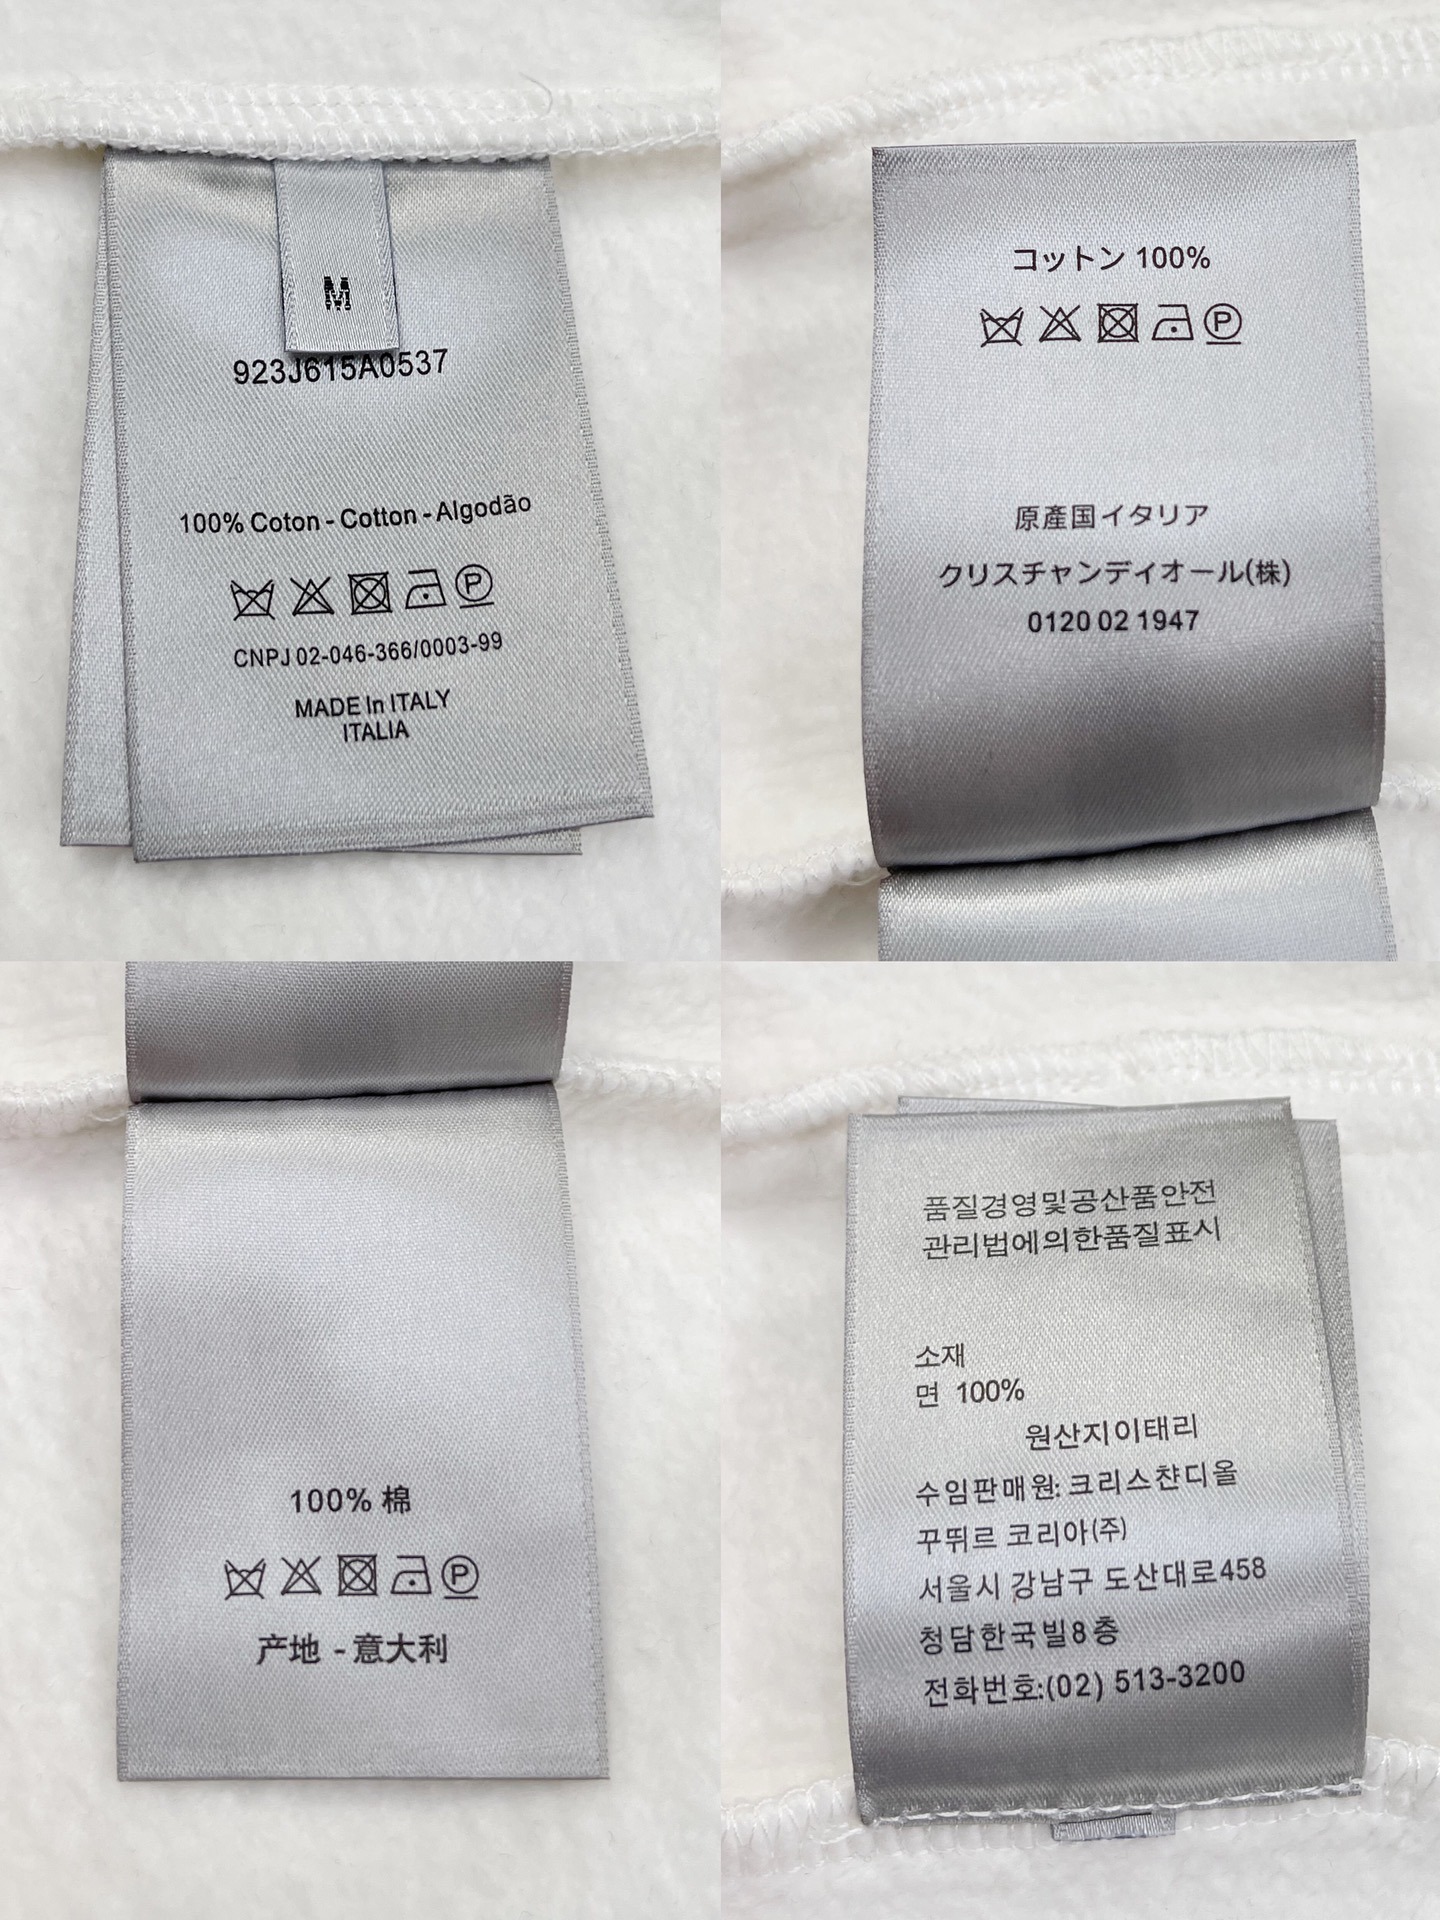 M
923J615A0537
100% Coton - Cotton - Algodão
P
CNPJ 02-046-366/0003-99
MADE In ITALY
ITALIA
コットン 100%
P
原産国イタリア
クリスチャンディオール(株)
0120 02 1947
100% 棉
P
产地 - 意大利
품질경영및공산품안전
관리법에의한품질표시
소재
면 100%
원산지이태리
수임판매원: 크리스챤디올
꾸뛰르 코리아(주)
서울시 강남구 도산대로458
청담한국빌8층
전화번호:(02) 513-3200